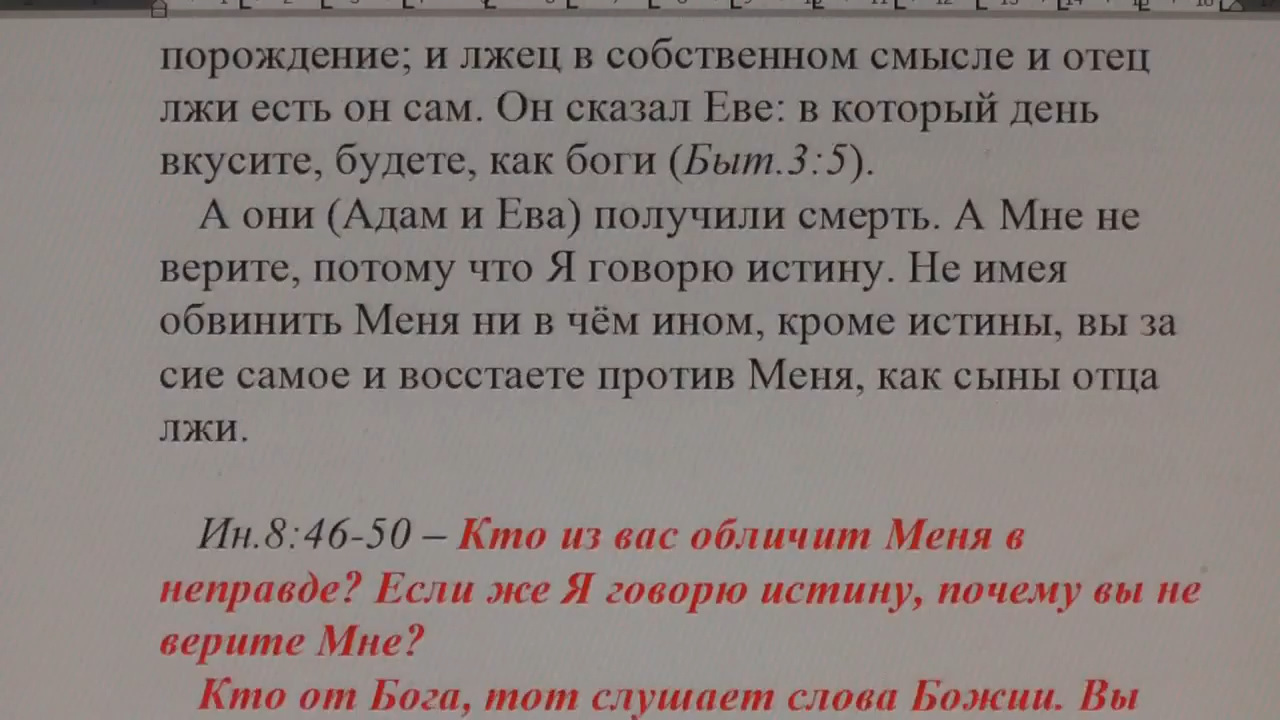 порождение; и лжец в собственном смысле и отец
лжи есть он сам. Он сказал Еве: в который день
вкусите, будете, как боги (Быт.3:5).
А они (Адам и Ева) получили смерть. А Мне не
верите, потому что Я говорю истину. Не имея
обвинить Меня ни в чём ином, кроме истины, вы за
сие самое и восстаете против Меня, как сыны отца
лжи.
Ин.8:46-50 – Кто из вас обличит Меня в
неправде? Если же Я говорю истину, почему вы не
верите Мне?
Кто от Бога, тот слушает слова Божии. Вы